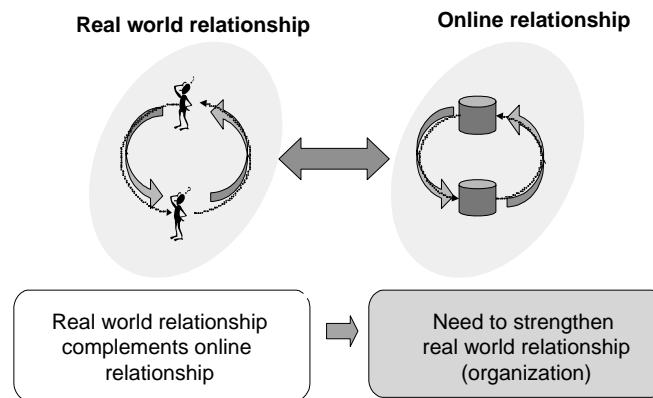 Real world relationship
Online relationship
Real world relationship
complements online
relationship
Need to strengthen
real world relationship
(organization)